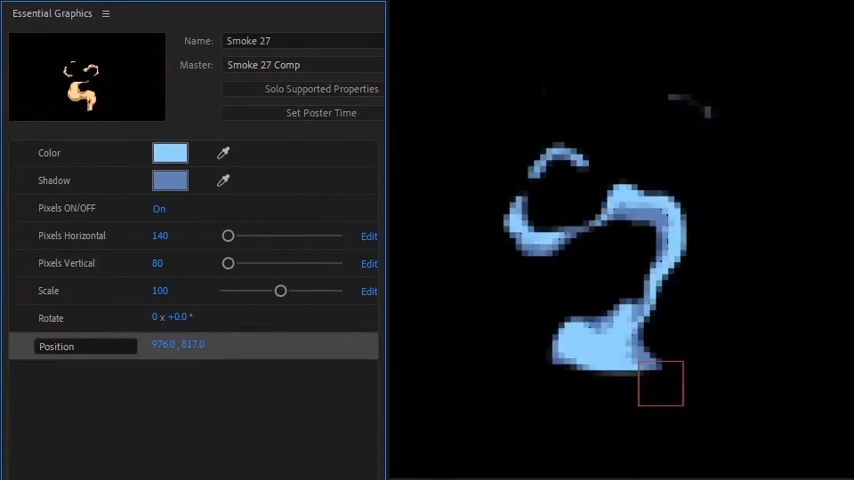 Essential Graphics
Name: Smoke 27
Master: Smoke 27 Comp
Solo Supported Properties
Set Poster Time
Color
Shadow
Pixels ON/OFF On
Pixels Horizontal 140 Edit
Pixels Vertical 80 Edit
Scale 100 Edit
Rotate 0 x +0.0 °
Position 976.0 , 817.0